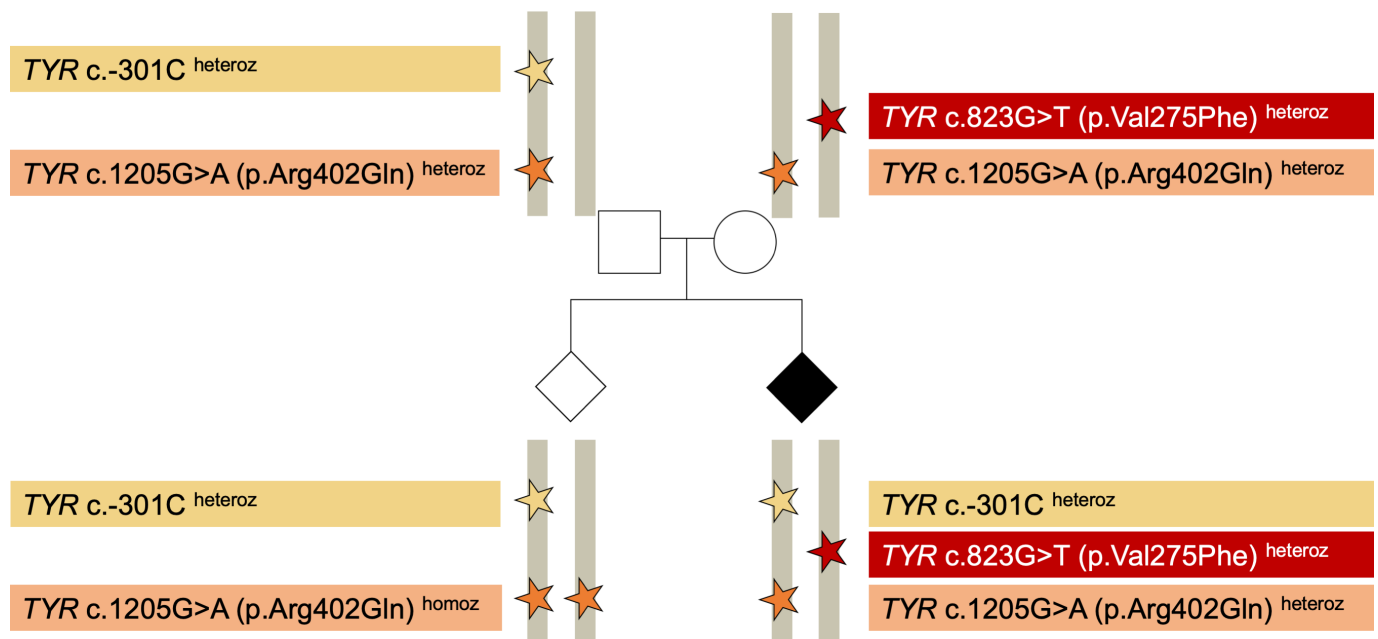 TYR c.-301C heteroz
TYR c.823G>T (p.Val275Phe) heteroz
TYR c.1205G>A (p.Arg402Gln) heteroz
TYR c.1205G>A (p.Arg402Gln) heteroz
TYR c.-301C heteroz
TYR c.-301C heteroz
TYR c.823G>T (p.Val275Phe) heteroz
TYR c.1205G>A (p.Arg402Gln) homoz
TYR c.1205G>A (p.Arg402Gln) heteroz